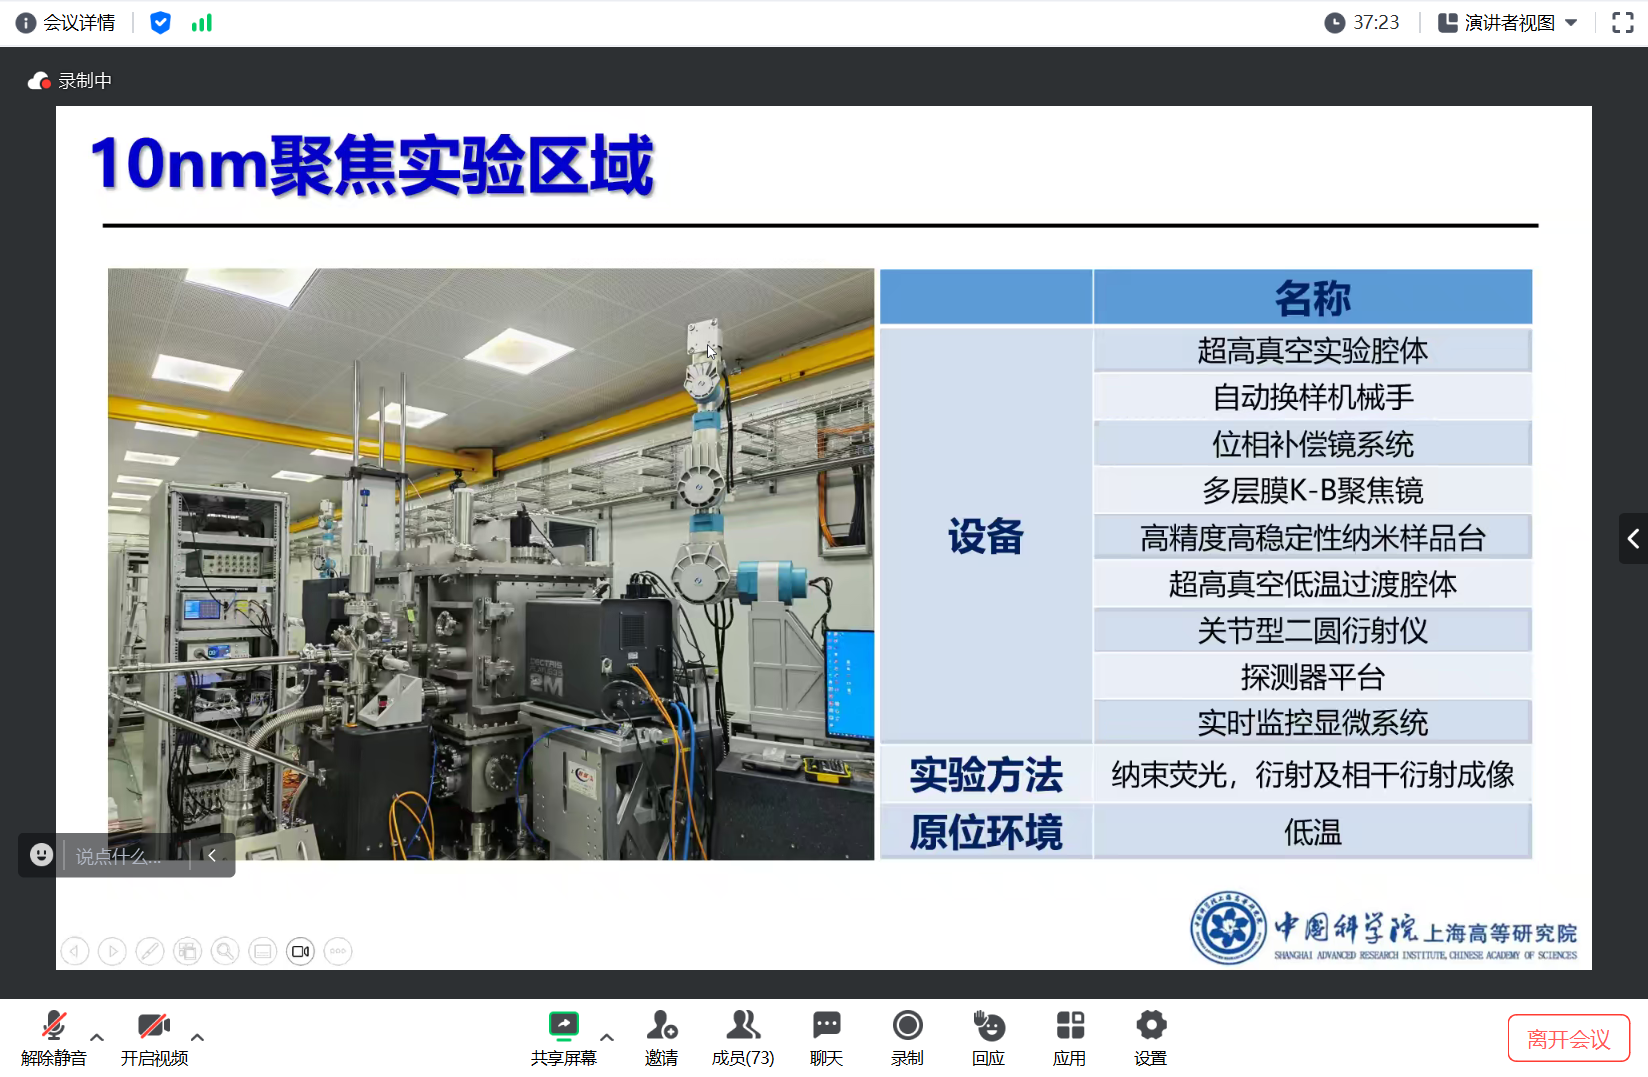 会议详情
37:23
演讲者视图
录制中
10nm聚焦实验区域
名称
设备
超高真空实验腔体
自动换样机械手
位相补偿镜系统
多层膜K-B聚焦镜
高精度高稳定性纳米样品台
超高真空低温过渡腔体
关节型二圆衍射仪
探测器平台
实时监控显微系统
实验方法
纳束荧光，衍射及相干衍射成像
原位环境
低温
DECTRIS
2M
说点什么...
中国科学院 上海高等研究院
SHANGHAI ADVANCED RESEARCH INSTITUTE, CHINESE ACADEMY OF SCIENCES
解除静音
开启视频
共享屏幕
邀请
成员(73)
聊天
录制
回应
应用
设置
离开会议